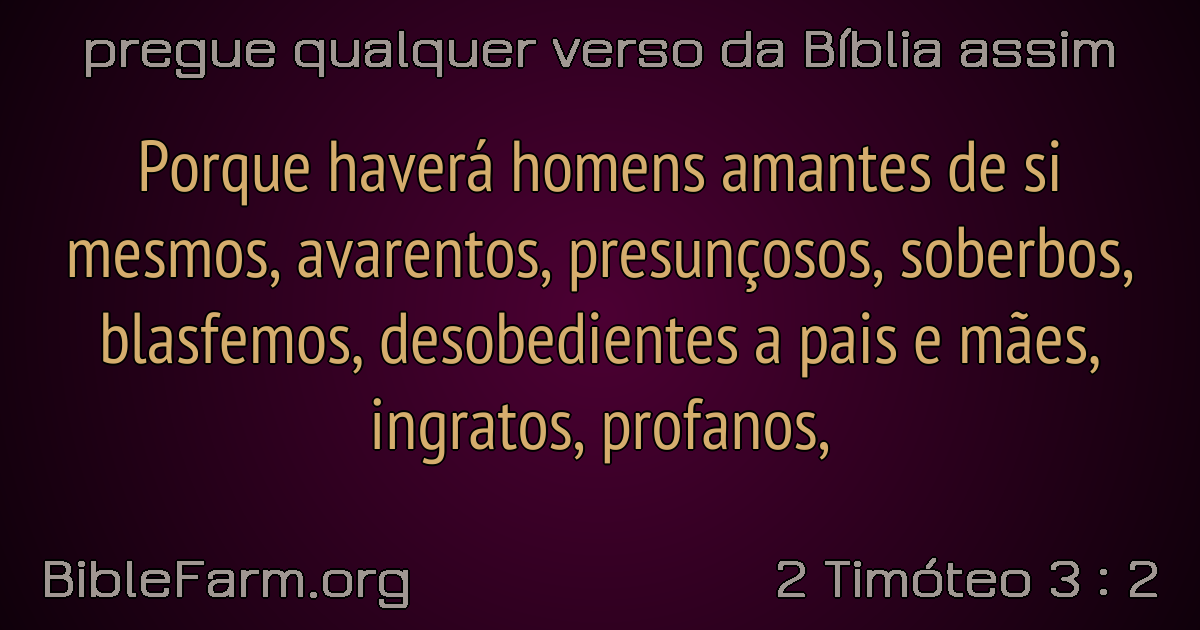 pregue qualquer verso da Bíblia assim
Porque haverá homens amantes de si
mesmos, avarentos, presunçosos, soberbos,
blasfemos, desobedientes a pais e mães,
ingratos, profanos,
BibleFarm.org
2 Timóteo 3 : 2